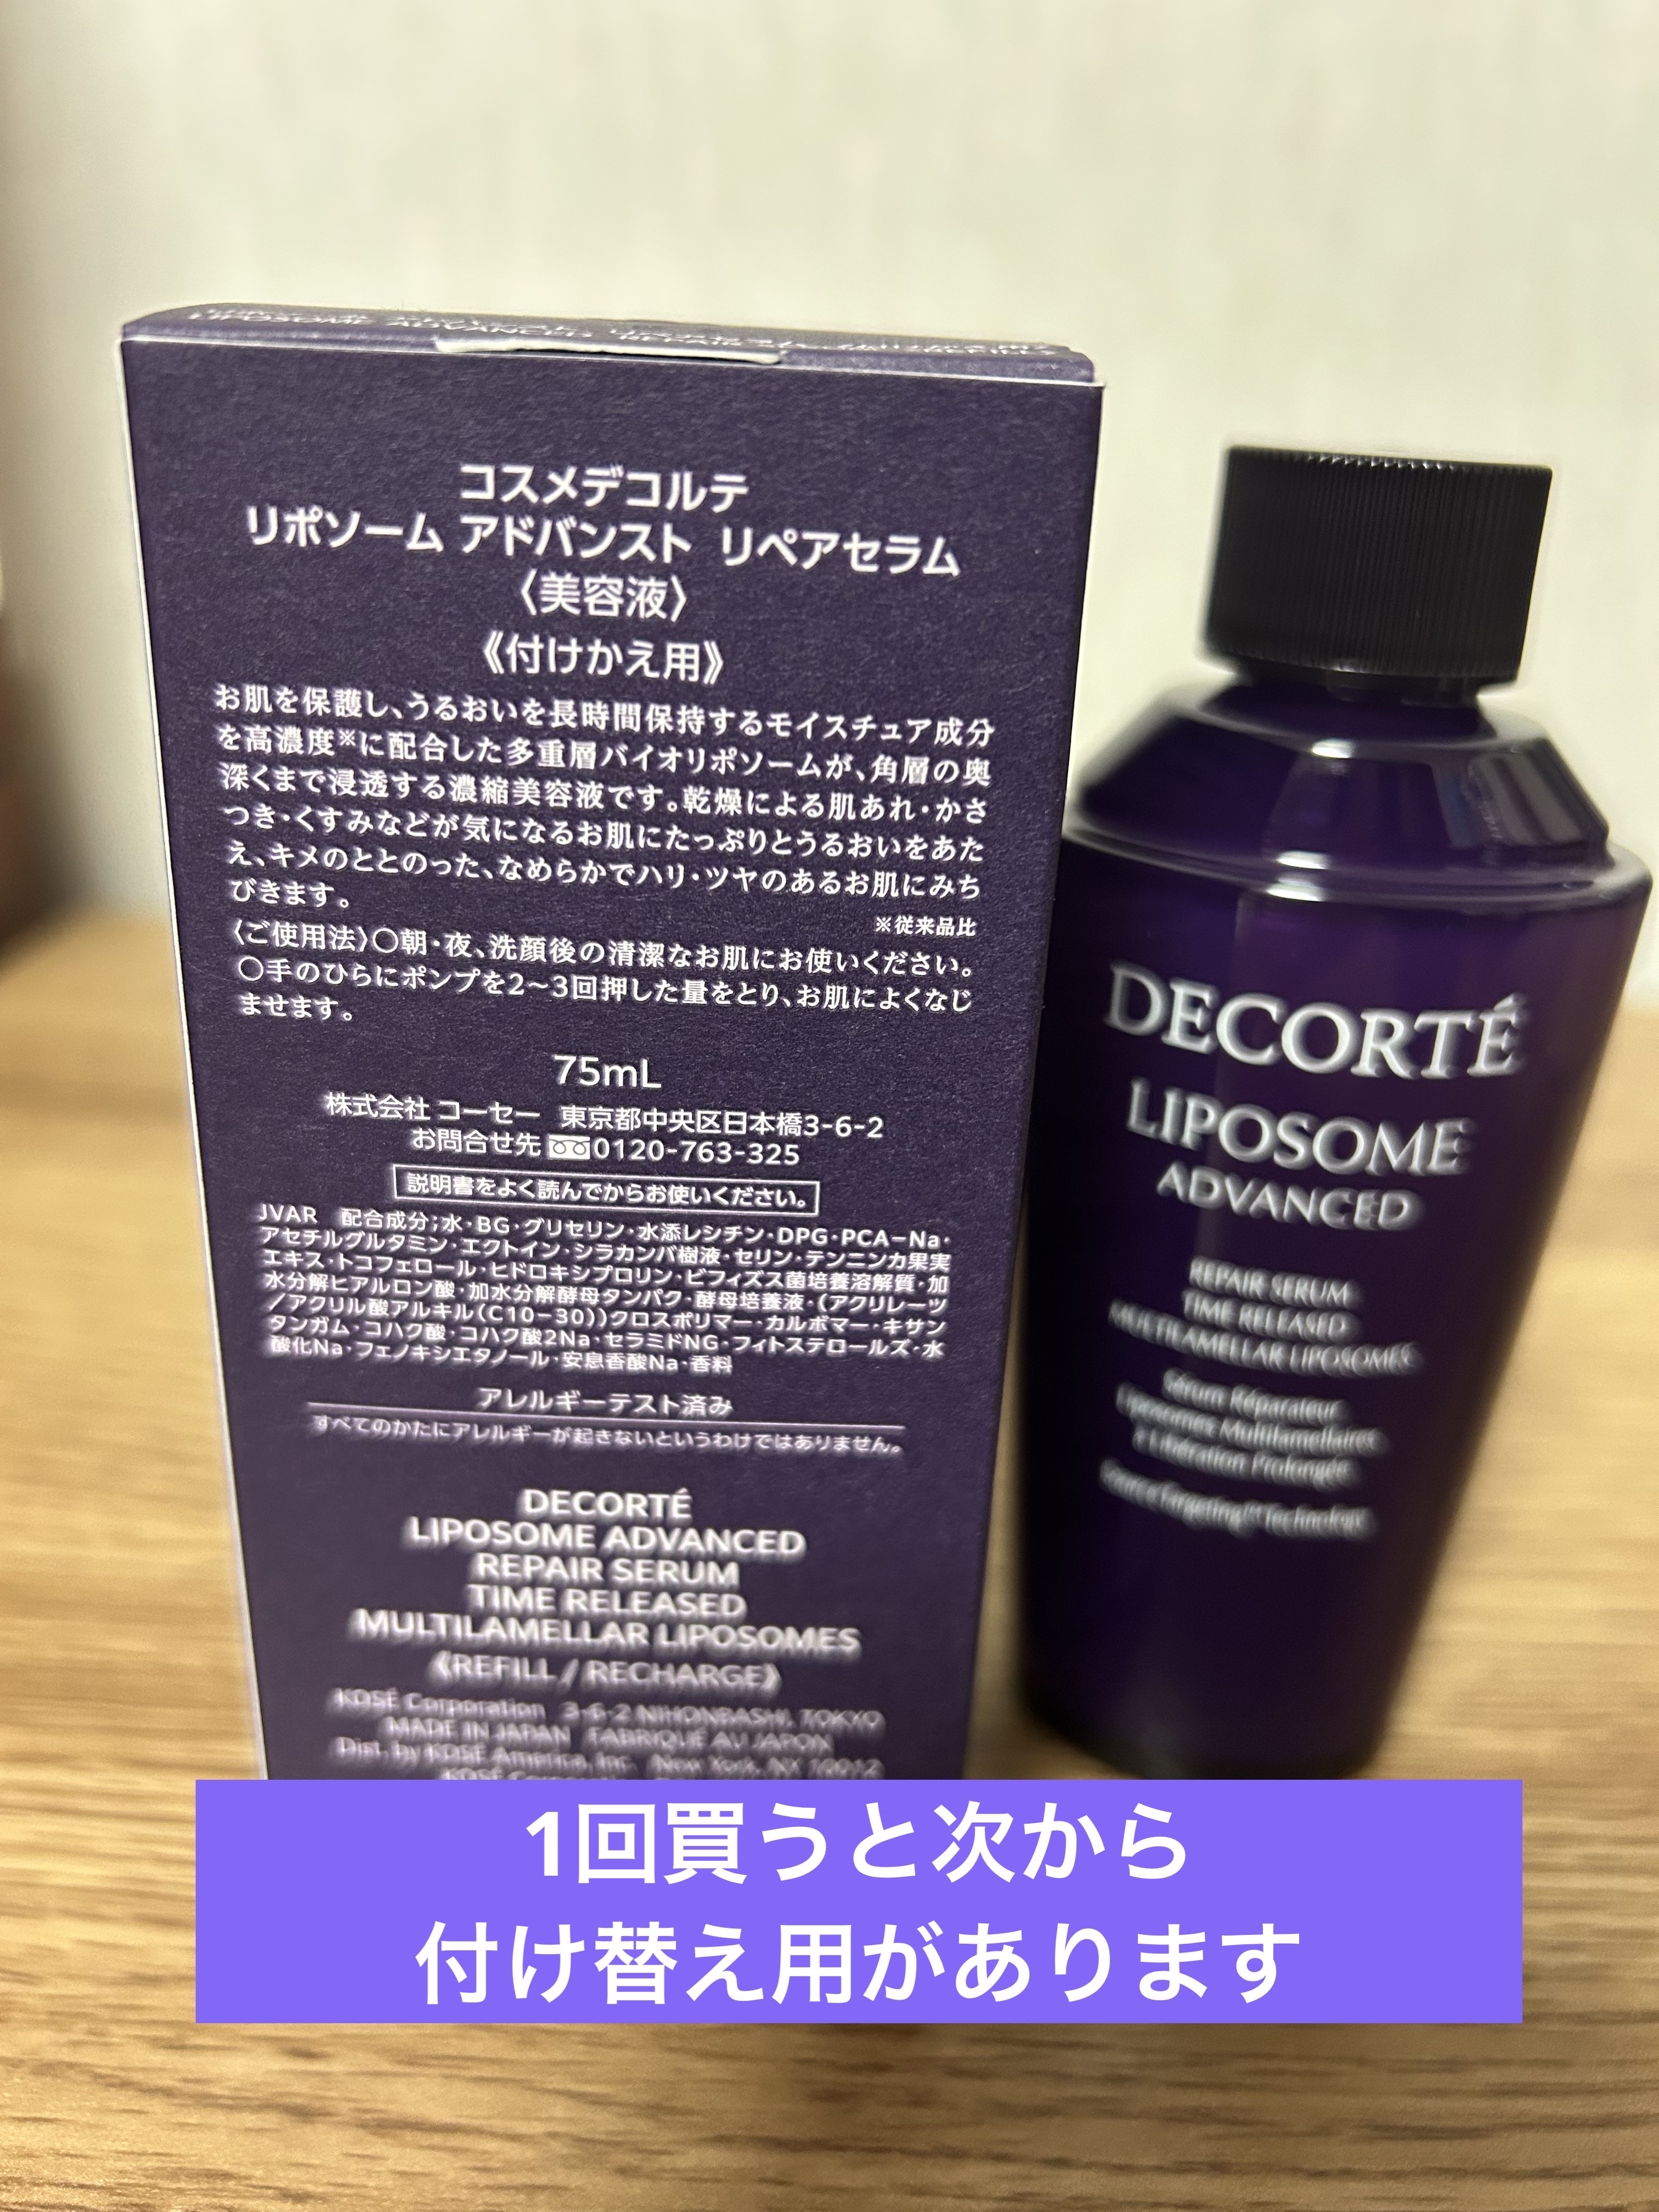 コスメデコルテ
リポソーム アドバンスト リペアセラム
〈美容液〉
《付けかえ用》
お肌を保護し、うるおいを長時間保持するモイスチュア成分
を高濃度※に配合した多重層バイオリポソームが、角層の奥
深くまで浸透する濃縮美容液です。乾燥による肌あれ・かさ
つき・くすみなどが気になるお肌にたっぷりとうるおいをあた
え、キメのととのった、なめらかでハリ・ツヤのあるお肌にみち
びきます。
※従来品比
〈ご使用法〉○朝・夜、洗顔後の清潔なお肌にお使いください。
○手のひらにポンプを2～3回押した量をとり、お肌によくなじ
ませます。
75mL
株式会社 コーセー 東京都中央区日本橋3-6-2
お問合せ先 0120-763-325
説明書をよく読んでからお使いください。
JVAR 配合成分；水・BG・グリセリン・水添レシチン・DPG・PCA−Na・
アセチルグルタミン・エクトイン・シラカンバ樹液・セリン・テンニンカ果実
エキス・トコフェロール・ヒドロキシプロリン・ビフィズス菌培養溶解質・加
水分解ヒアルロン酸・加水分解酵母タンパク・酵母培養液・（アクリレーツ
／アクリル酸アルキル（C10−30））クロスポリマー・カルボマー・キサン
タンガム・コハク酸・コハク酸2Na・セラミドNG・フィトステロールズ・水
酸化Na・フェノキシエタノール・安息香酸Na・香料
アレルギーテスト済み
すべてのかたにアレルギーが起きないというわけではありません。
DECORTÉ
LIPOSOME ADVANCED
REPAIR SERUM
TIME RELEASED
MULTILAMELLAR LIPOSOMES
《REFILL / RECHARGE》
KOSÉ Corporation 3-6-2 NIHONBASHI, TOKYO
MADE IN JAPAN FABRIQUÉ AU JAPON
Dist. by KOSÉ America, Inc. New York, NY 10012
DECORTÉ
LIPOSOME
ADVANCED
REPAIR SERUM
TIME RELEASED
MULTILAMELLAR LIPOSOMES
Sérum Réparateur
Liposomes Multilamellaires
à Libération Prolongée
1回買うと次から
付け替え用があります